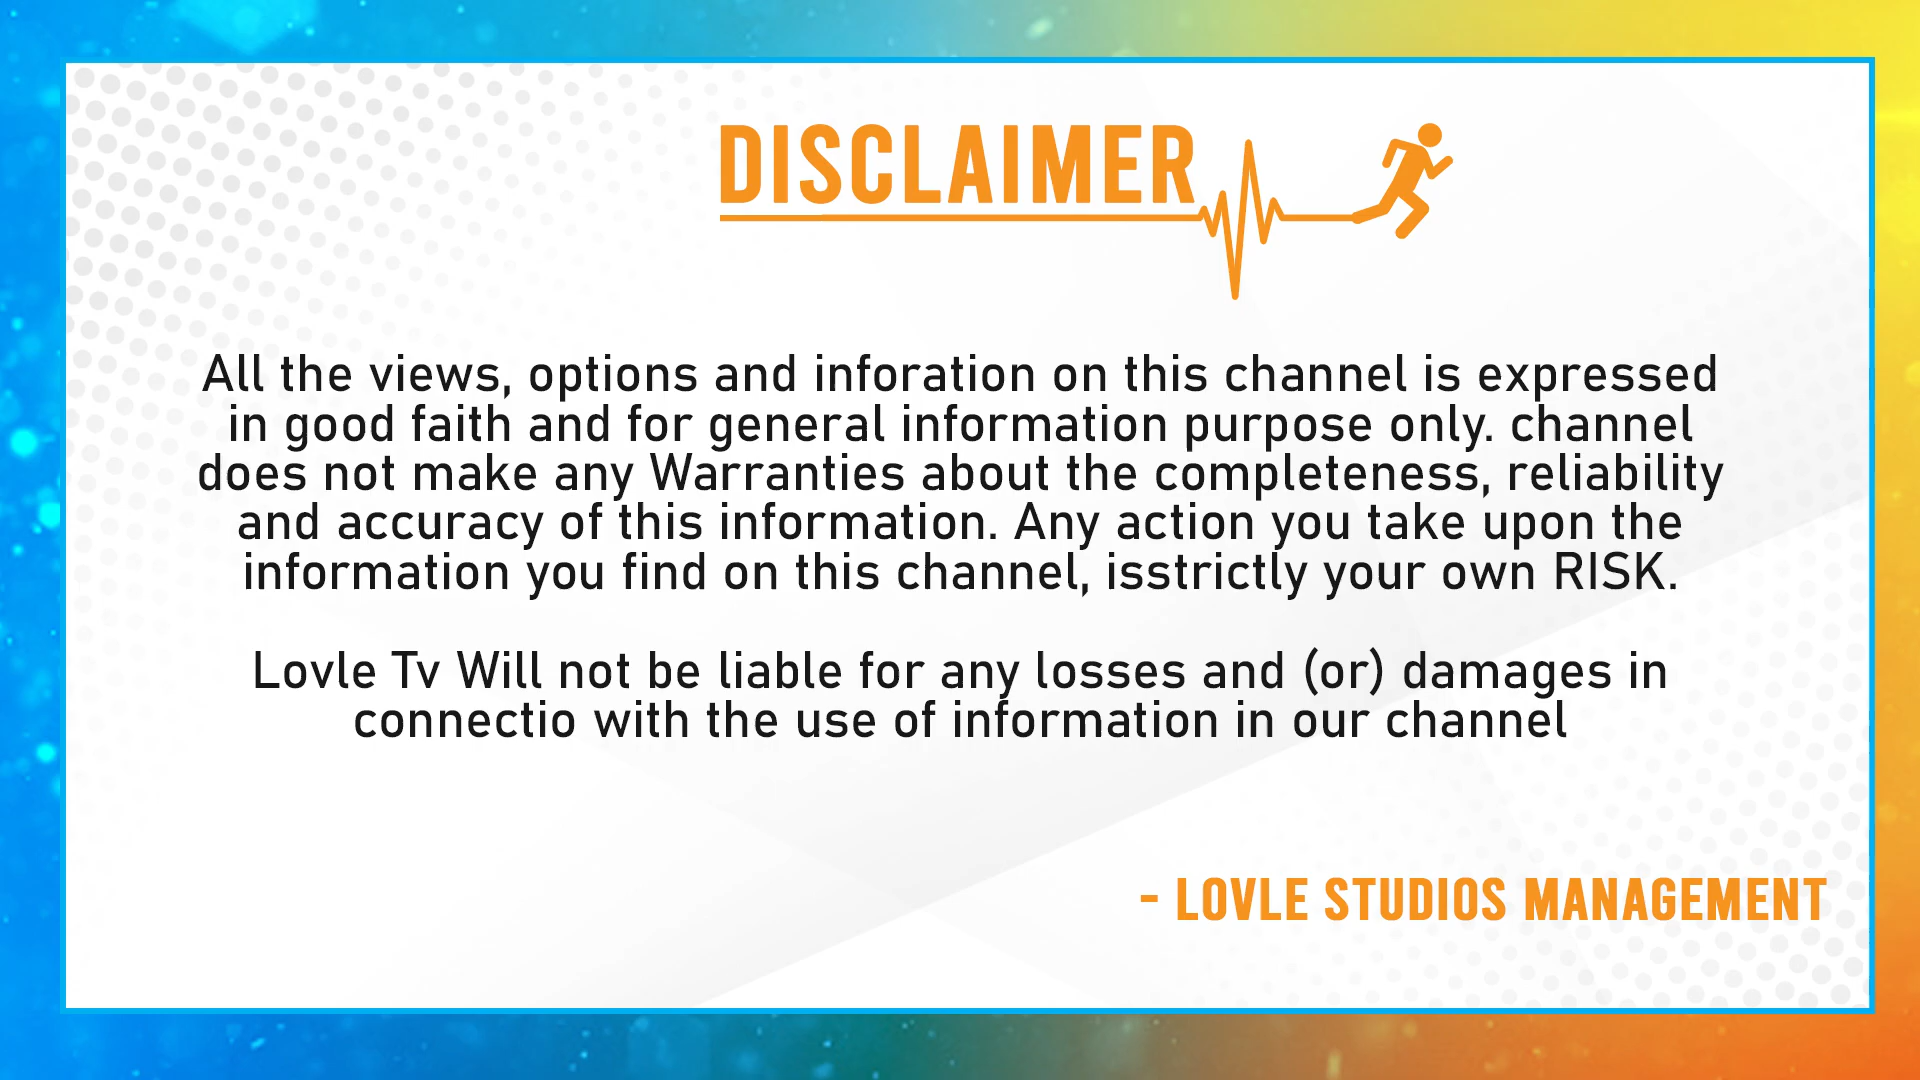 DISCLAIMER
All the views, options and inforation on this channel is expressed
in good faith and for general information purpose only. channel
does not make any Warranties about the completeness, reliability
and accuracy of this information. Any action you take upon the
information you find on this channel, isstrictly your own RISK.
Lovle Tv Will not be liable for any losses and (or) damages in
connectio with the use of information in our channel
- LOVLE STUDIOS MANAGEMENT